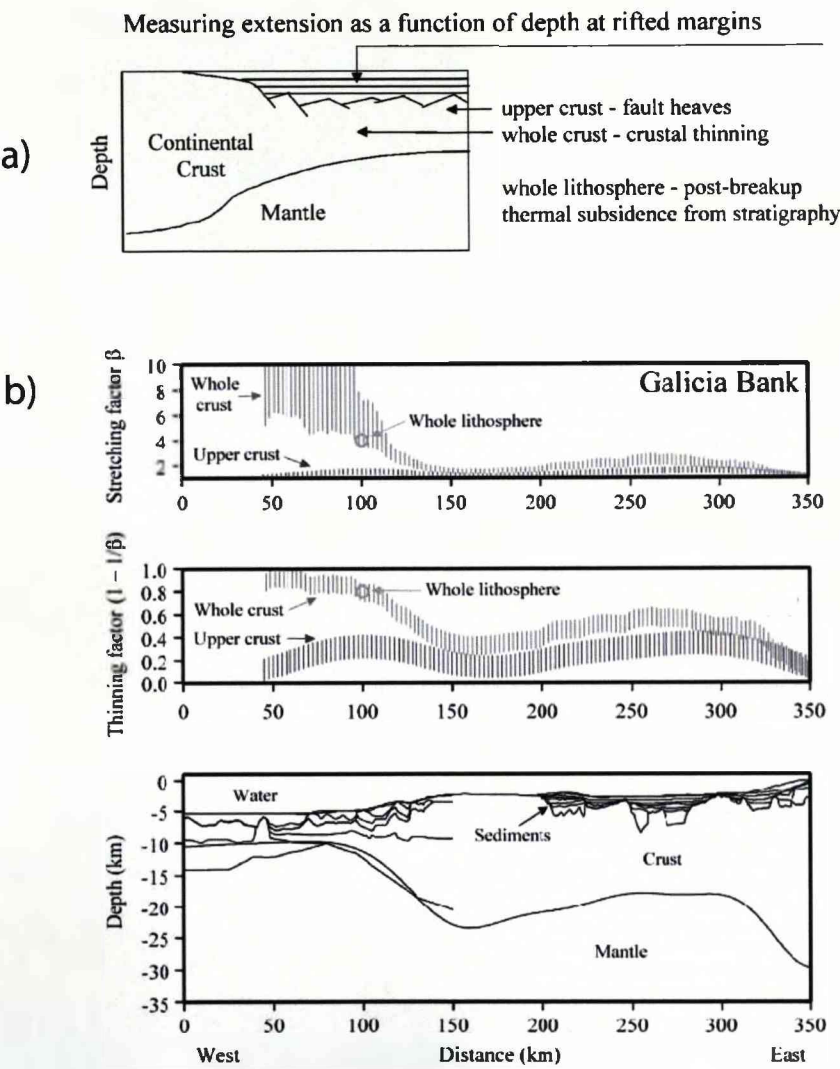 Measuring extension as a function of depth at rifted margins
a)
Depth
Continental
Crust
Mantle
upper crust - fault heaves
whole crust - crustal thinning
whole lithosphere - post-breakup
thermal subsidence from stratigraphy
b)
Stretching factor β
10
8
6
4
2
Whole
crust
Upper crust
Whole lithosphere
Galicia Bank
0 50 100 150 200 250 300 350
Thinning factor (1 – 1/β)
1.0
0.8
0.6
0.4
0.2
0.0
Whole crust
Upper crust
Whole lithosphere
0 50 100 150 200 250 300 350
Depth (km)
0
-5
-10
-15
-20
-25
-30
-35
Water
Sediments
Crust
Mantle
0 50 100 150 200 250 300 350
West Distance (km) East